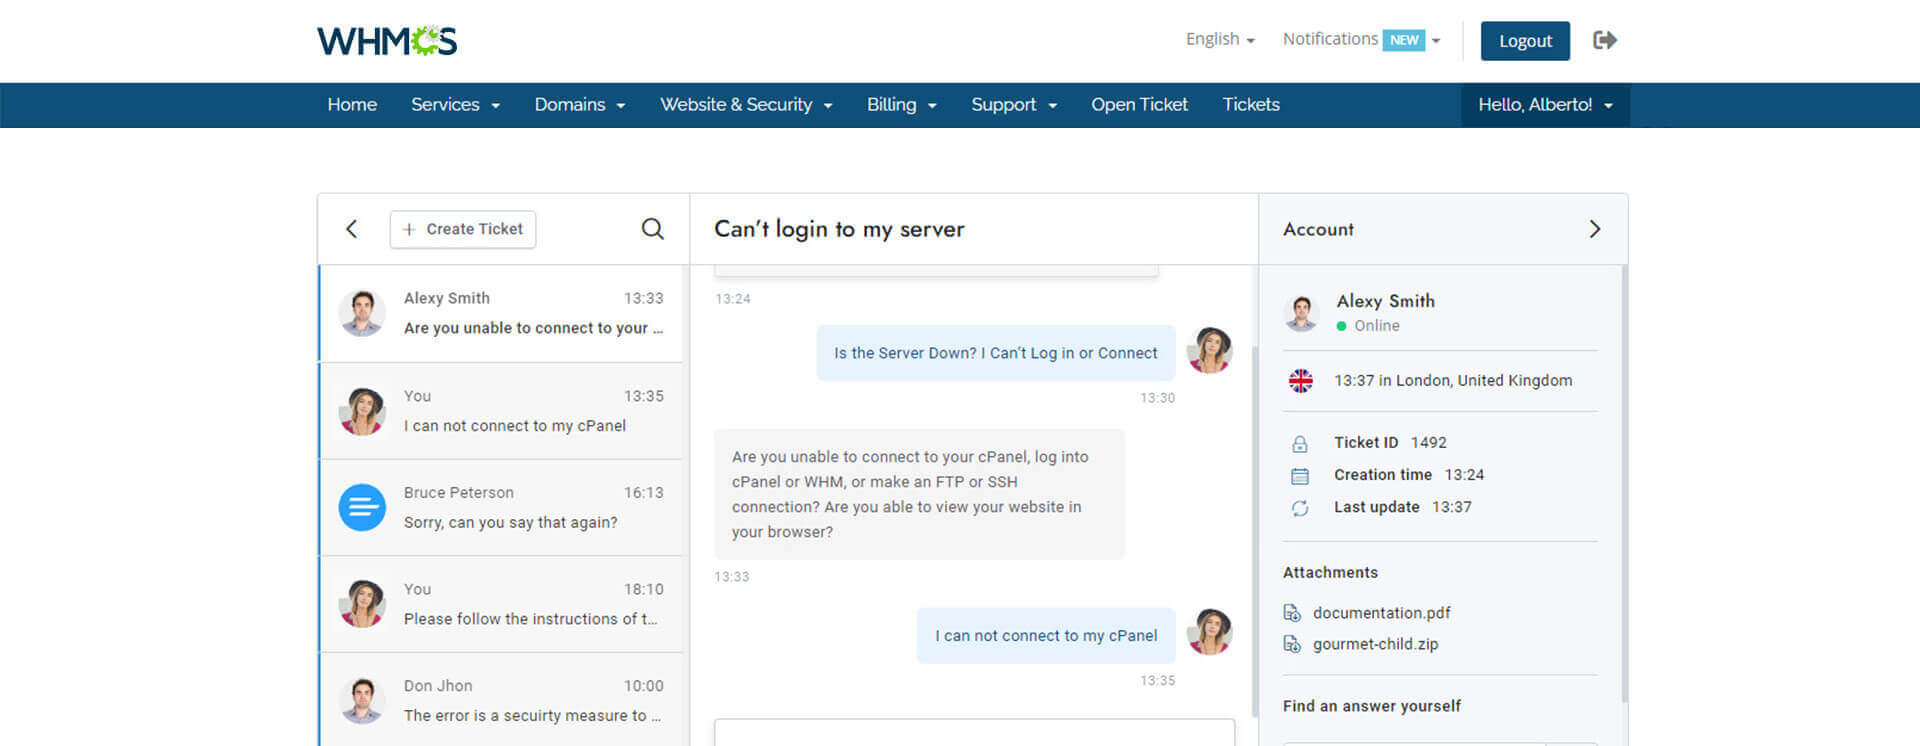 WHMCS
English
Notifications NEW
Logout
Home Services Domains Website & Security Billing Support Open Ticket Tickets Hello, Alberto!
+ Create Ticket
Alexy Smith 13:33
Are you unable to connect to your ...
You 13:35
I can not connect to my cPanel
Bruce Peterson 16:13
Sorry, can you say that again?
You 18:10
Please follow the instructions of t...
Don Jhon 10:00
The error is a secuirty measure to ...
Can't login to my server
13:24
Is the Server Down? I Can't Log in or Connect
13:30
Are you unable to connect to your cPanel, log into
cPanel or WHM, or make an FTP or SSH
connection? Are you able to view your website in
your browser?
13:33
I can not connect to my cPanel
13:35
Account
Alexy Smith
Online
13:37 in London, United Kingdom
Ticket ID 1492
Creation time 13:24
Last update 13:37
Attachments
documentation.pdf
gourmet-child.zip
Find an answer yourself